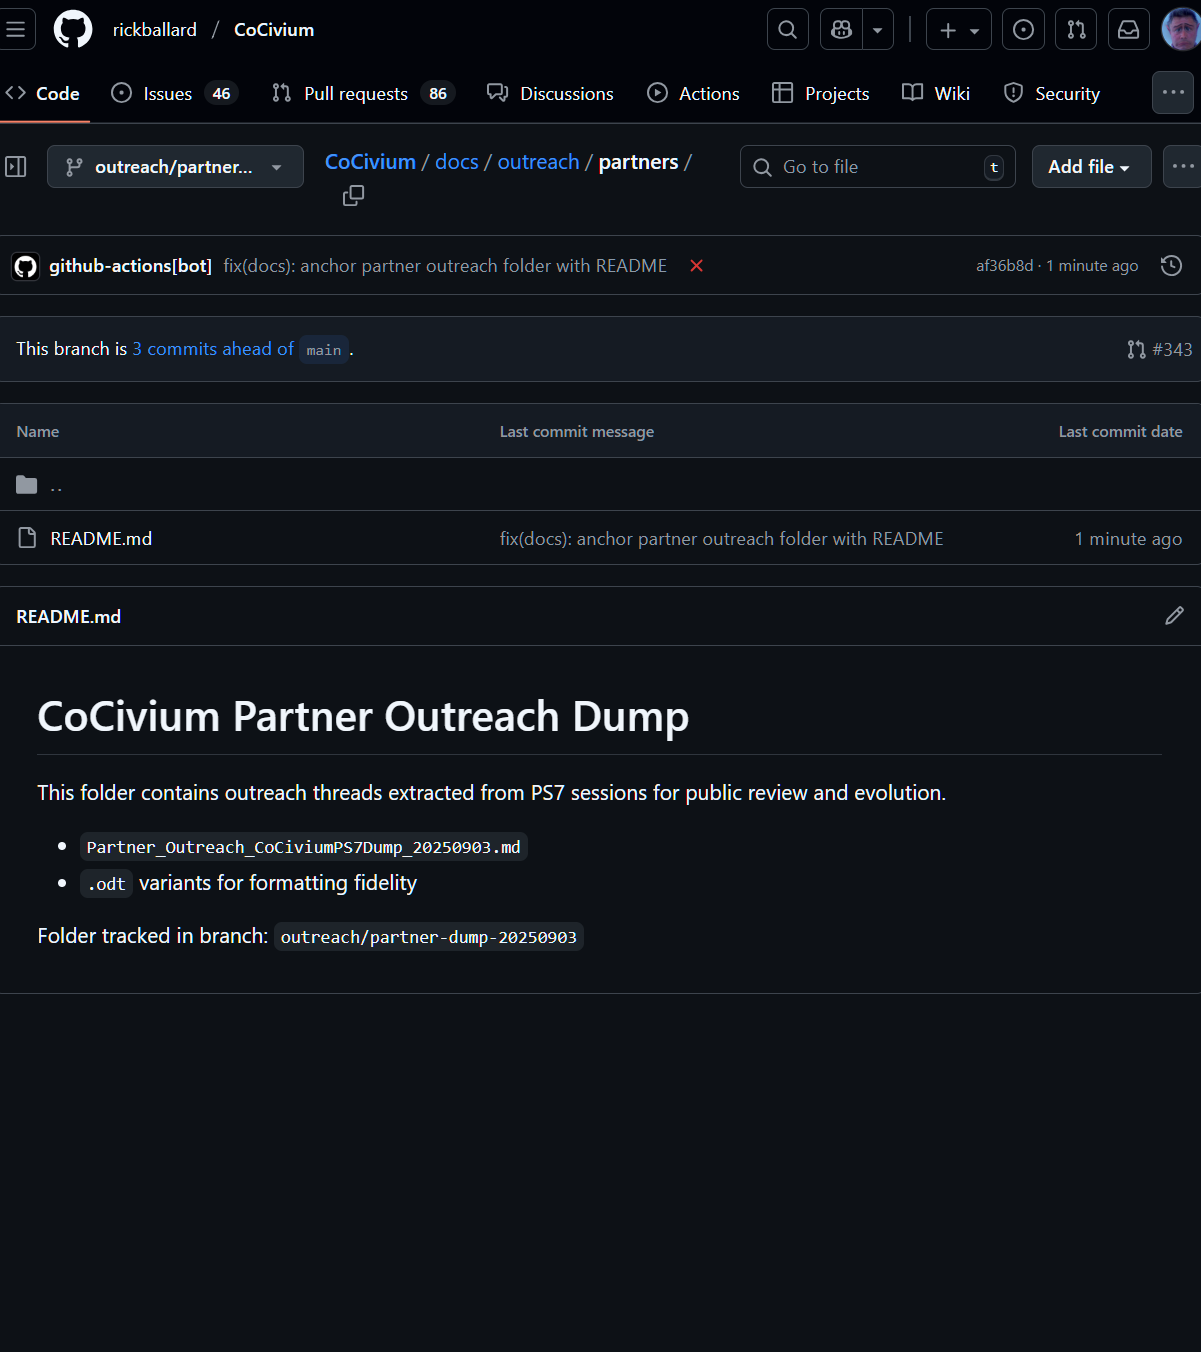 rickballard / CoCivium
Code Issues 46 Pull requests 86 Discussions Actions Projects Wiki Security ...
outreach/partner... CoCivium / docs / outreach / partners / Go to file t Add file ...
github-actions[bot] fix(docs): anchor partner outreach folder with README af36b8d · 1 minute ago
This branch is 3 commits ahead of main. #343
Name Last commit message Last commit date
..
README.md fix(docs): anchor partner outreach folder with README 1 minute ago
README.md
CoCivium Partner Outreach Dump
This folder contains outreach threads extracted from PS7 sessions for public review and evolution.
• Partner_Outreach_CoCiviumPS7Dump_20250903.md
• .odt variants for formatting fidelity
Folder tracked in branch: outreach/partner-dump-20250903